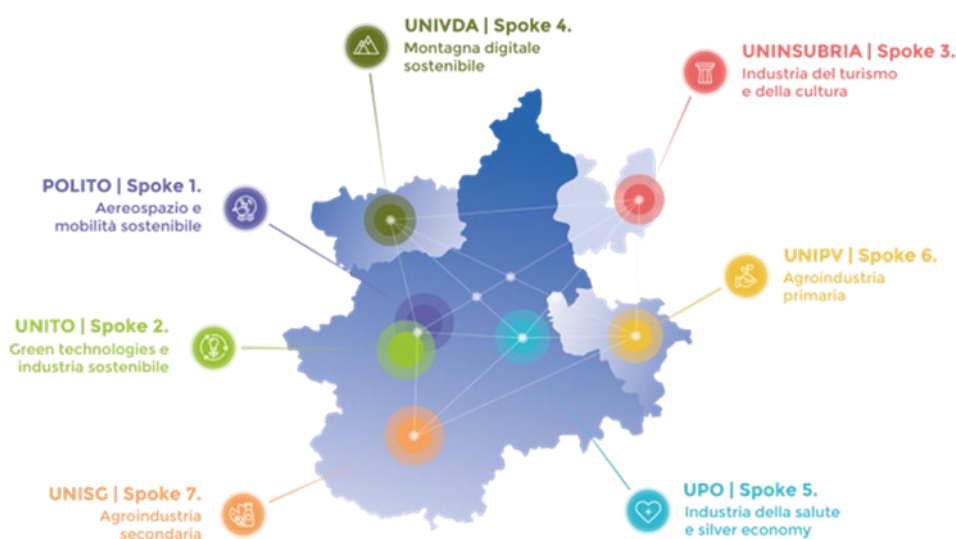 UNIVDA | Spoke 4.
Montagna digitale
sostenibile
UNINSUBRIA | Spoke 3.
Industria del turismo
e della cultura
POLITO | Spoke 1.
Aereospazio e
mobilità sostenibile
UNIPV | Spoke 6.
Agroindustria
primaria
UNITO | Spoke 2.
Green technologies e
industria sostenibile
UNISG | Spoke 7.
Agroindustria
secondaria
UPO | Spoke 5.
Industria della salute
e silver economy